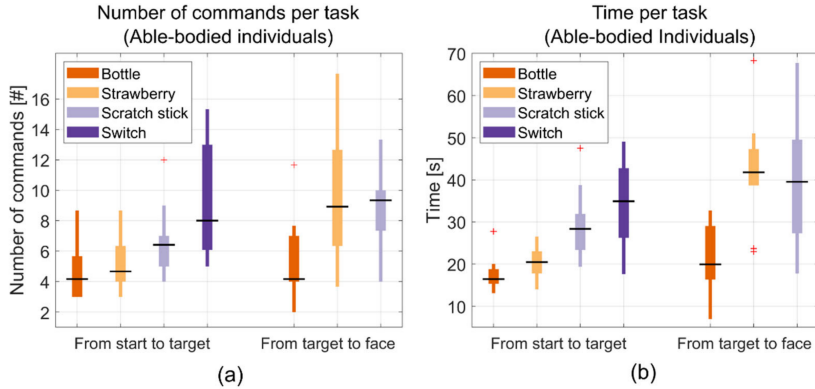 Number of commands per task
(Able-bodied individuals)
Number of commands [#]
16
14
12
10
8
6
4
2
Bottle
Strawberry
Scratch stick
Switch
From start to target
From target to face
(a)
Time per task
(Able-bodied Individuals)
Time [s]
70
60
50
40
30
20
10
Bottle
Strawberry
Scratch stick
Switch
From start to target
From target to face
(b)